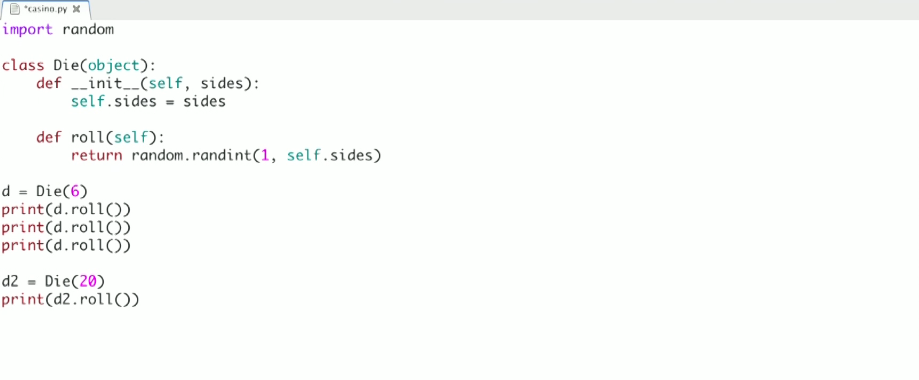 *casino.py
import random
class Die(object):
    def __init__(self, sides):
        self.sides = sides
    def roll(self):
        return random.randint(1, self.sides)
d = Die(6)
print(d.roll())
print(d.roll())
print(d.roll())
d2 = Die(20)
print(d2.roll())